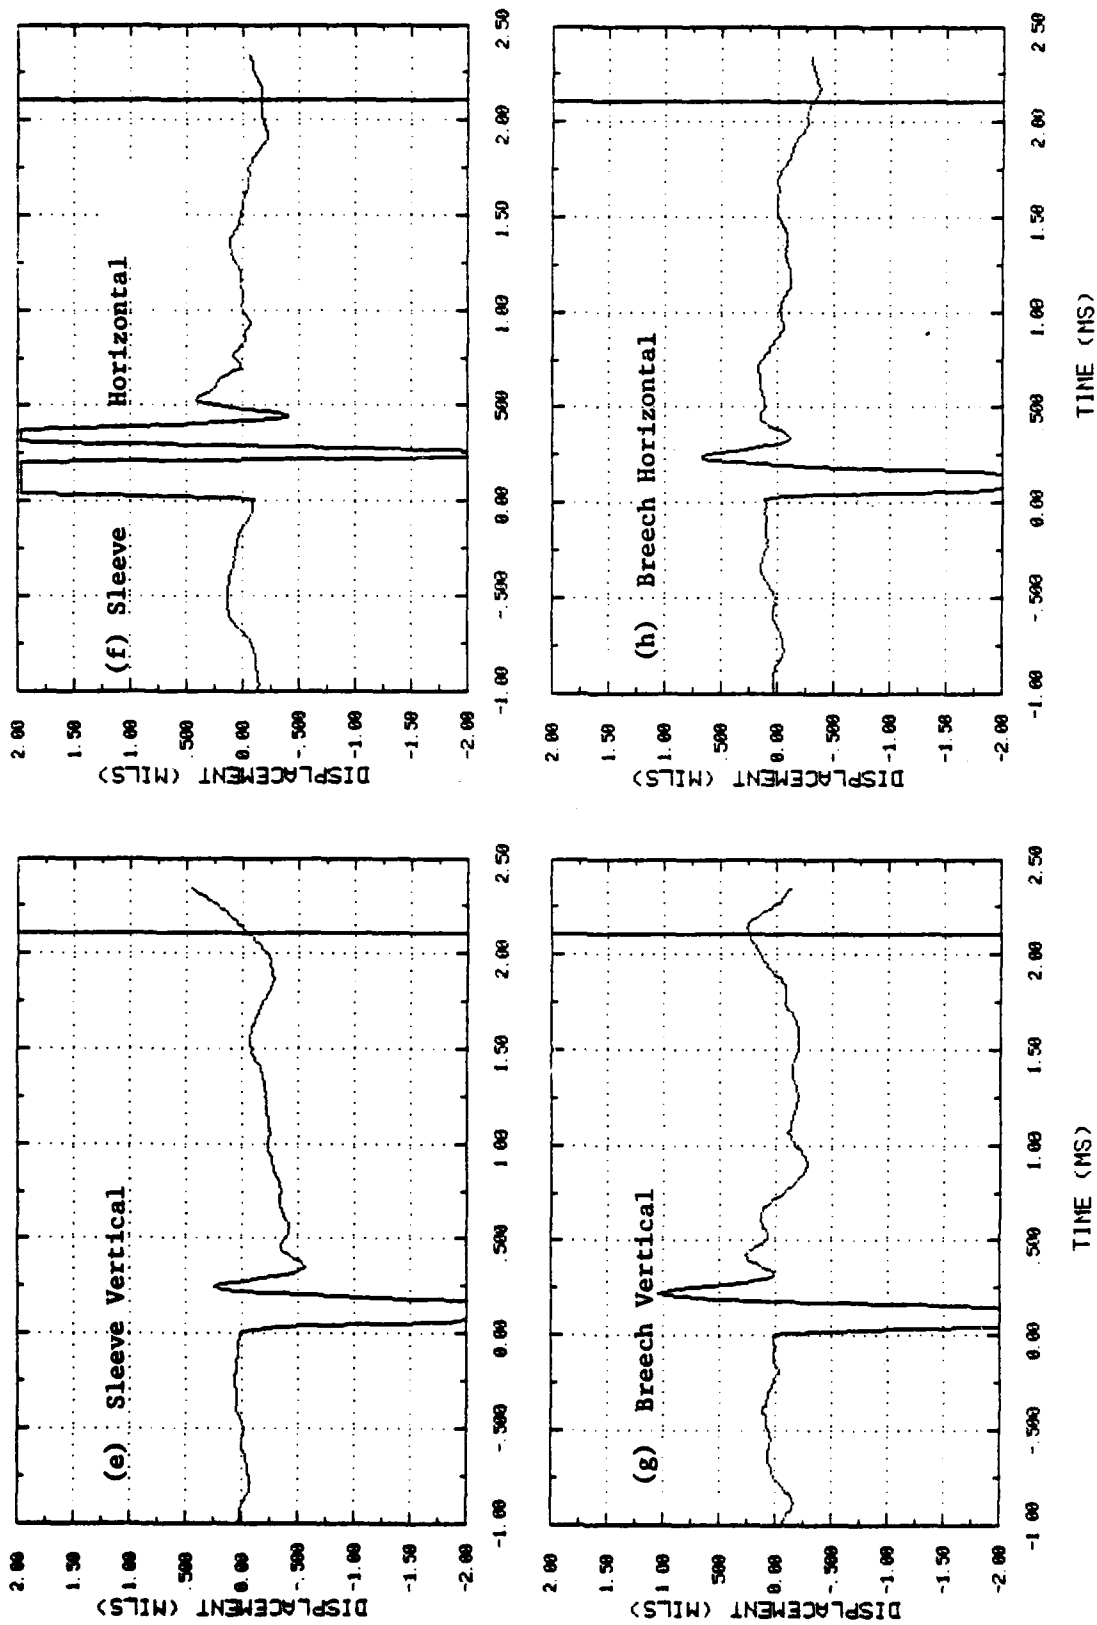 (e) Sleeve Vertical
DISPLACEMENT (MILS)
2.00
1.50
1.00
.500
0.00
-.500
-1.00
-1.50
-2.00
-1.00 -.500 0.00 .500 1 00 1.50 2.00 2.50
(f) Sleeve Horizontal
DISPLACEMENT (MILS)
2.00
1.50
1.00
.500
0.00
-.500
-1.00
-1.50
-2.00
-1.00 -.500 0.00 .500 1.00 1.50 2.00 2.50
(g) Breech Vertical
DISPLACEMENT (MILS)
2.00
1.50
1 00
.500
0.00
-.500
-1.00
-1.50
-2.00
-1 00 -.500 0.00 .500 1.00 1.50 2.00 2.50
TIME (MS)
(h) Breech Horizontal
DISPLACEMENT (MILS)
2.00
1.50
1.00
.500
0.00
-.500
-1.00
-1.50
-2.00
-1.00 -.500 0.00 .500 1.00 1.50 2.00 2 50
TIME (MS)